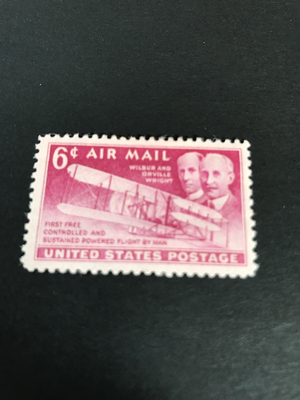 6¢ AIR MAIL
WILBUR AND
ORVILLE
WRIGHT
FIRST FREE
CONTROLLED AND
SUSTAINED POWERED FLIGHT BY MAN
UNITED STATES POSTAGE